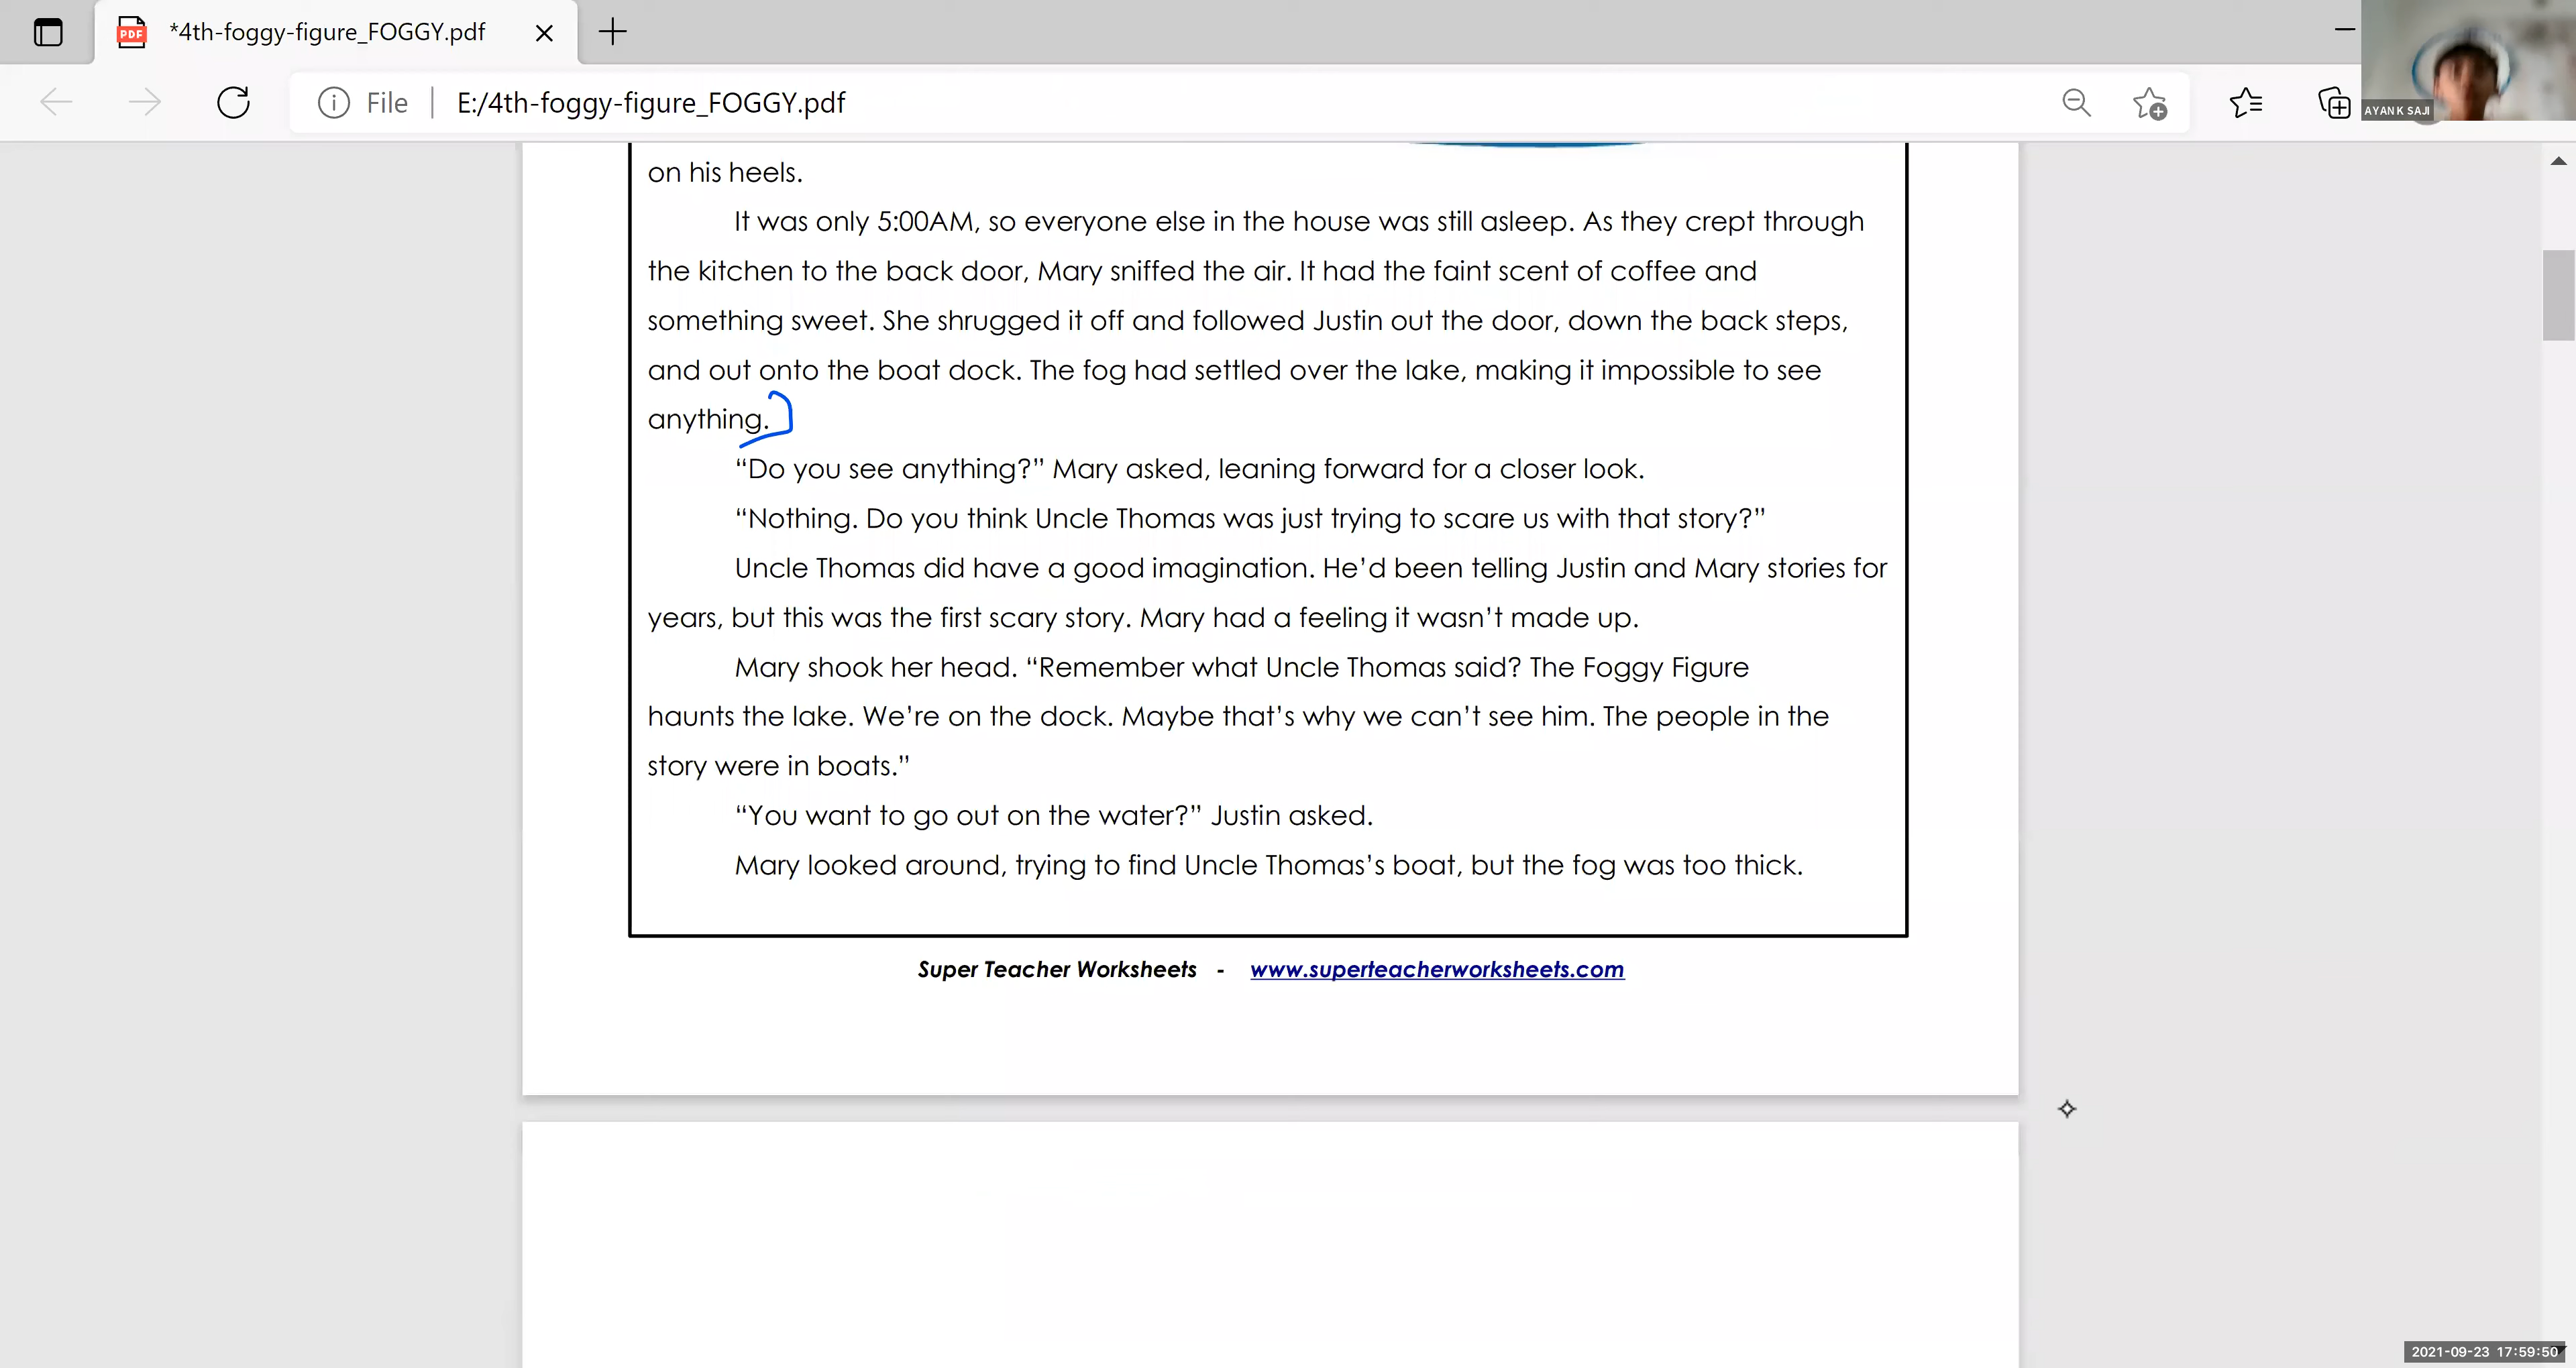 *4th-foggy-figure_FOGGY.pdf
File
E:/4th-foggy-figure_FOGGY.pdf
AYAN K SAJI
on his heels.
It was only 5:00AM, so everyone else in the house was still asleep. As they crept through
the kitchen to the back door, Mary sniffed the air. It had the faint scent of coffee and
something sweet. She shrugged it off and followed Justin out the door, down the back steps,
and out onto the boat dock. The fog had settled over the lake, making it impossible to see
anything.
“Do you see anything?” Mary asked, leaning forward for a closer look.
“Nothing. Do you think Uncle Thomas was just trying to scare us with that story?”
Uncle Thomas did have a good imagination. He’d been telling Justin and Mary stories for
years, but this was the first scary story. Mary had a feeling it wasn’t made up.
Mary shook her head. “Remember what Uncle Thomas said? The Foggy Figure
haunts the lake. We’re on the dock. Maybe that’s why we can’t see him. The people in the
story were in boats.”
“You want to go out on the water?” Justin asked.
Mary looked around, trying to find Uncle Thomas’s boat, but the fog was too thick.
Super Teacher Worksheets - www.superteacherworksheets.com
2021-09-23 17:59:50